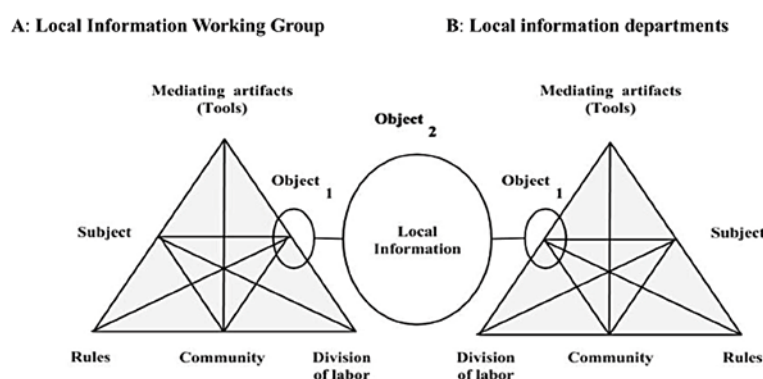 A: Local Information Working Group
B: Local information departments
Mediating artifacts
(Tools)
Mediating artifacts
(Tools)
Object 2
Object 1
Object 1
Subject
Local
Information
Subject
Rules
Community
Division
of labor
Division
of labor
Community
Rules